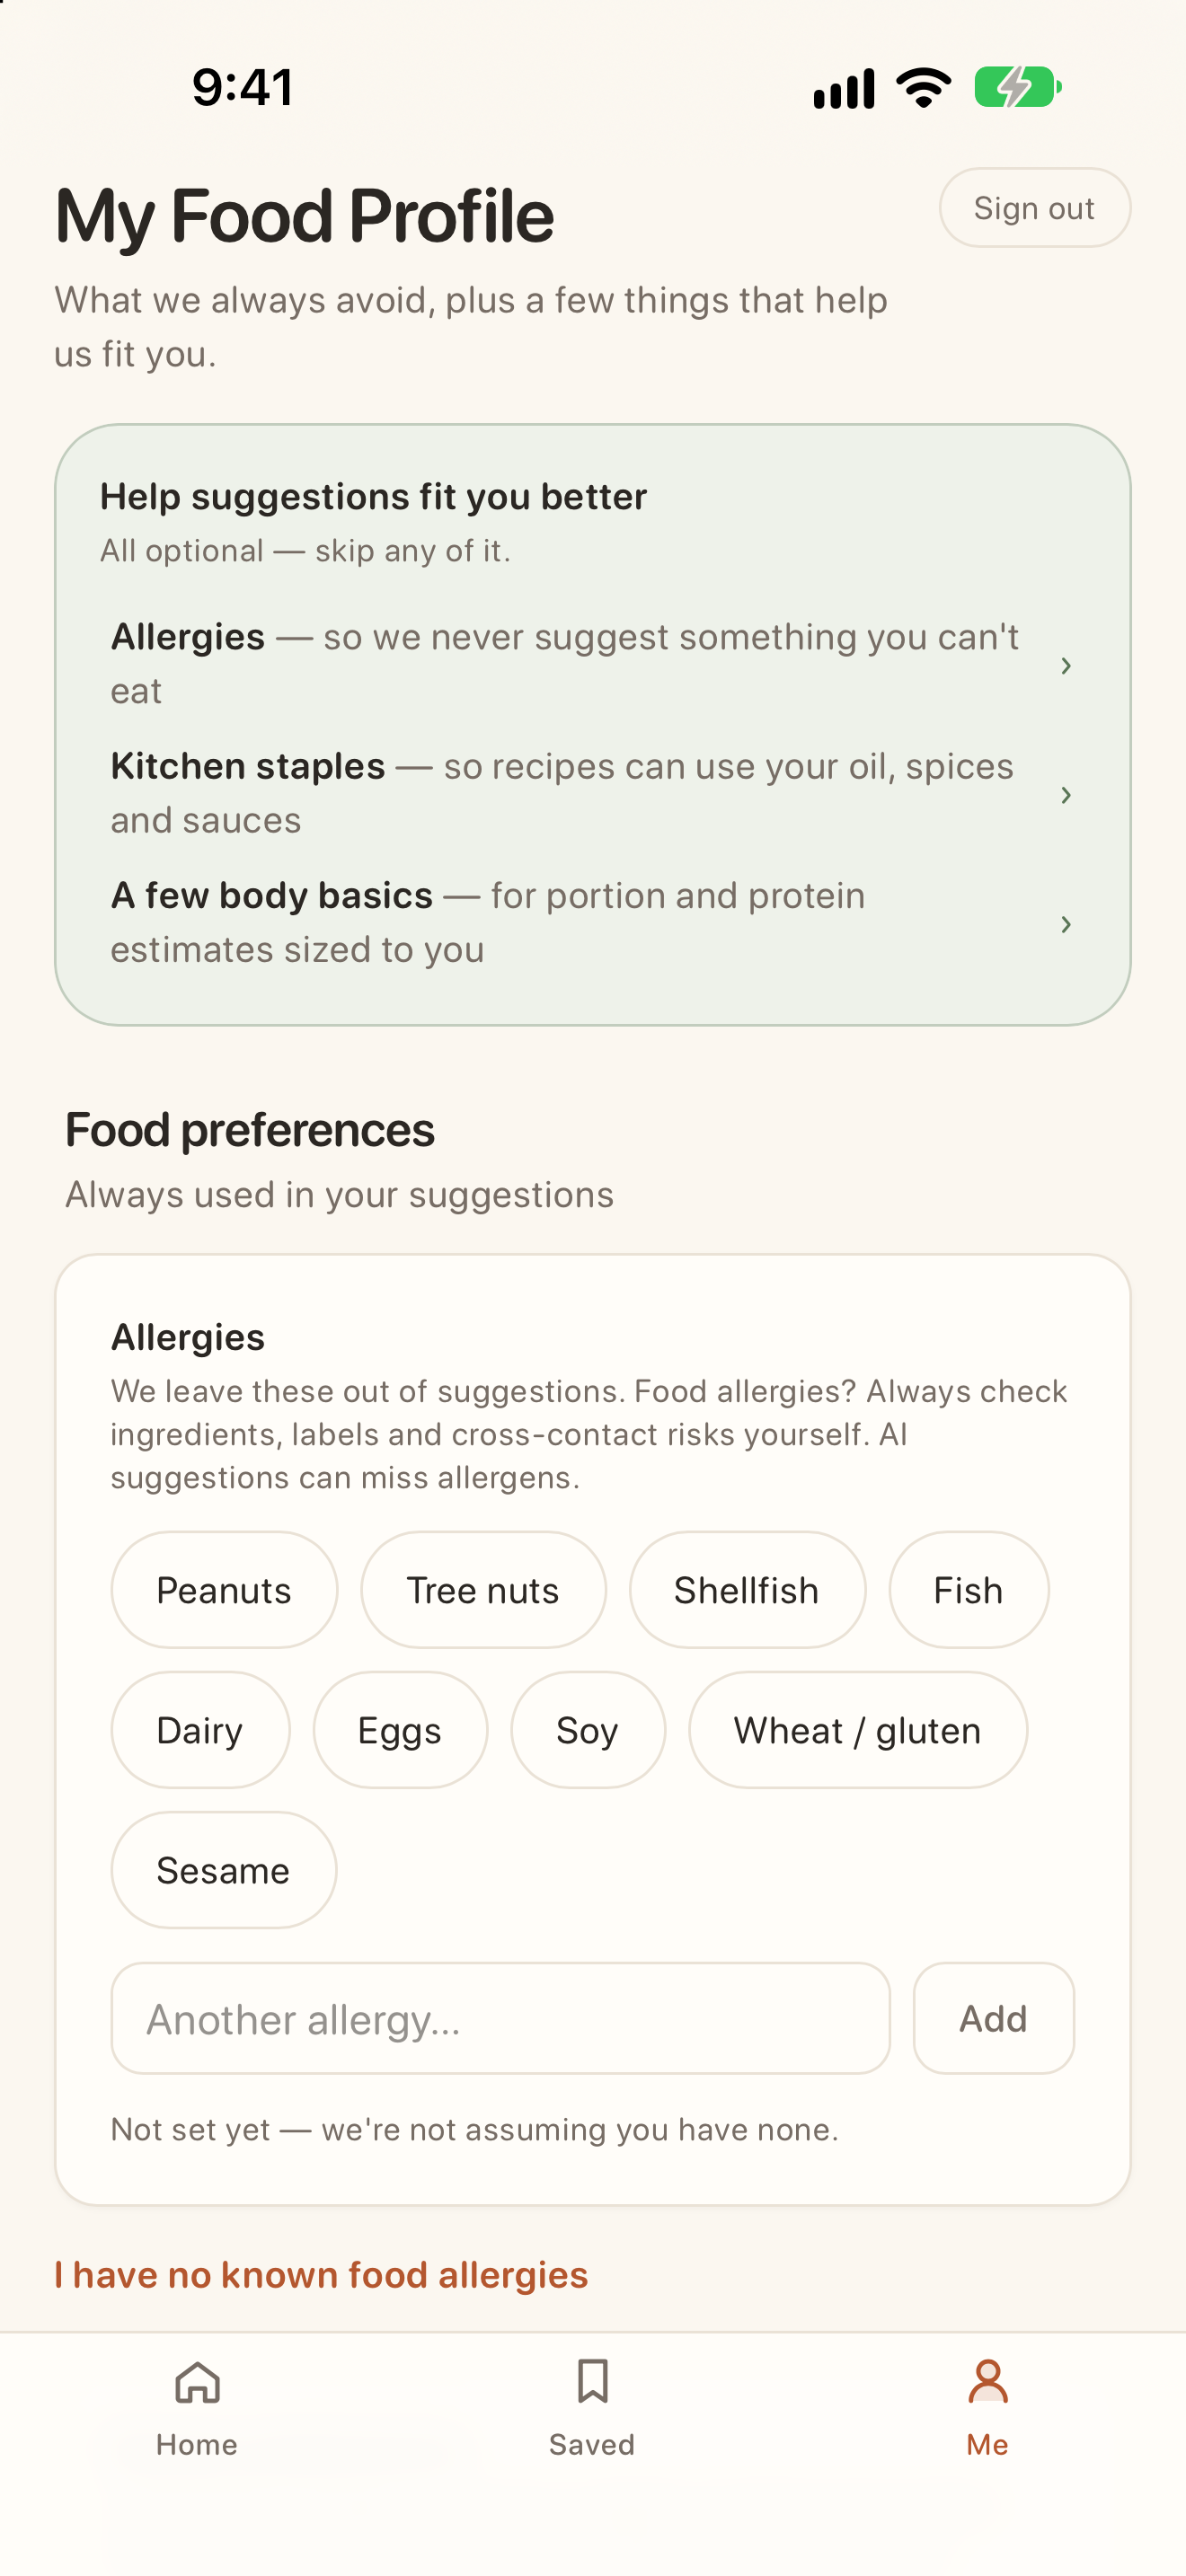 9:41
My Food Profile
Sign out
What we always avoid, plus a few things that help
us fit you.
Help suggestions fit you better
All optional — skip any of it.
Allergies — so we never suggest something you can't
eat
Kitchen staples — so recipes can use your oil, spices
and sauces
A few body basics — for portion and protein
estimates sized to you
Food preferences
Always used in your suggestions
Allergies
We leave these out of suggestions. Food allergies? Always check
ingredients, labels and cross-contact risks yourself. AI
suggestions can miss allergens.
Peanuts Tree nuts Shellfish Fish
Dairy Eggs Soy Wheat / gluten
Sesame
Another allergy...
Add
Not set yet — we're not assuming you have none.
I have no known food allergies
Home Saved Me